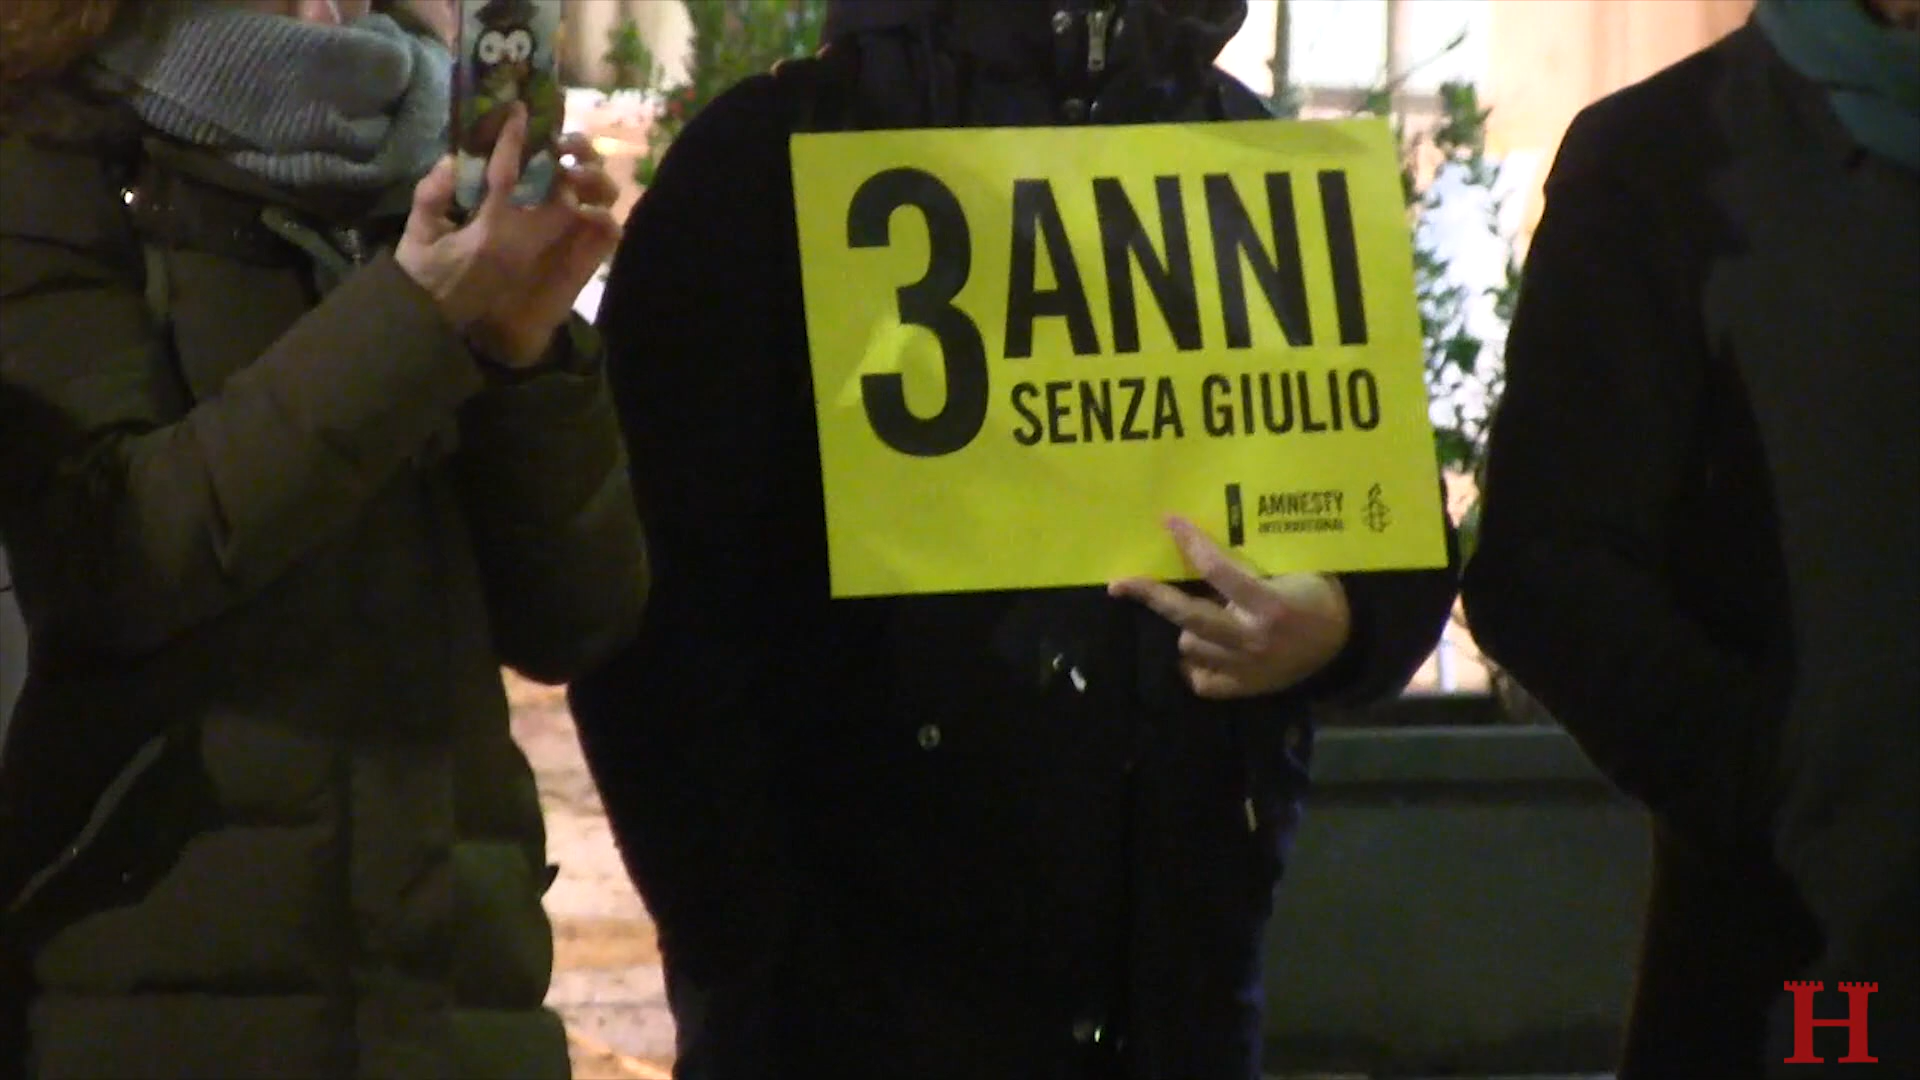 3 ANNI
SENZA GIULIO
AMNESTY
INTERNATIONAL
H